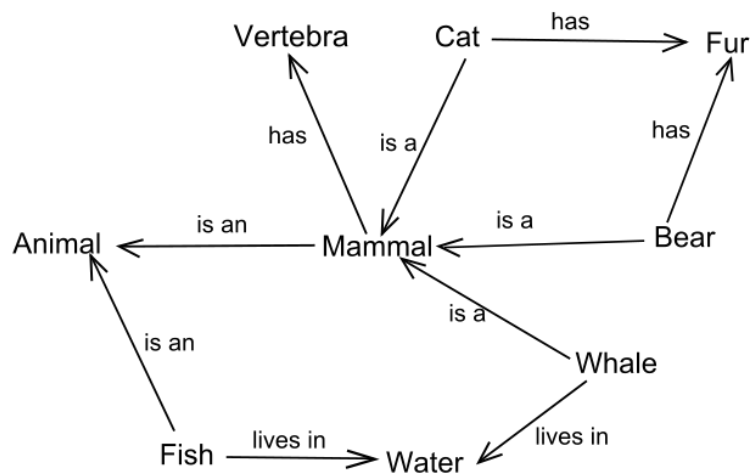 Vertebra
Cat
has
Fur
has
is a
has
Animal
is an
Mammal
is a
Bear
is an
is a
Whale
Fish
lives in
Water
lives in